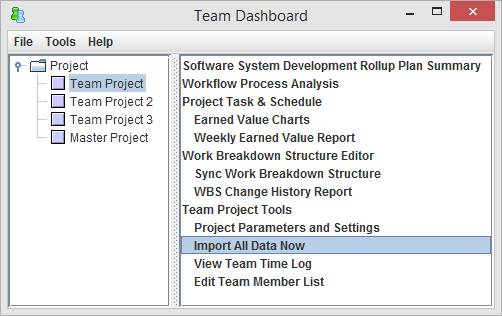 Team Dashboard
File Tools Help
Project
Team Project
Team Project 2
Team Project 3
Master Project
Software System Development Rollup Plan Summary
Workflow Process Analysis
Project Task & Schedule
Earned Value Charts
Weekly Earned Value Report
Work Breakdown Structure Editor
Sync Work Breakdown Structure
WBS Change History Report
Team Project Tools
Project Parameters and Settings
Import All Data Now
View Team Time Log
Edit Team Member List